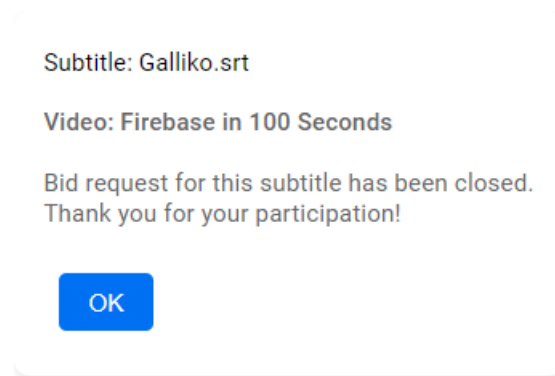 Subtitle: Galliko.srt
Video: Firebase in 100 Seconds
Bid request for this subtitle has been closed.
Thank you for your participation!
OK